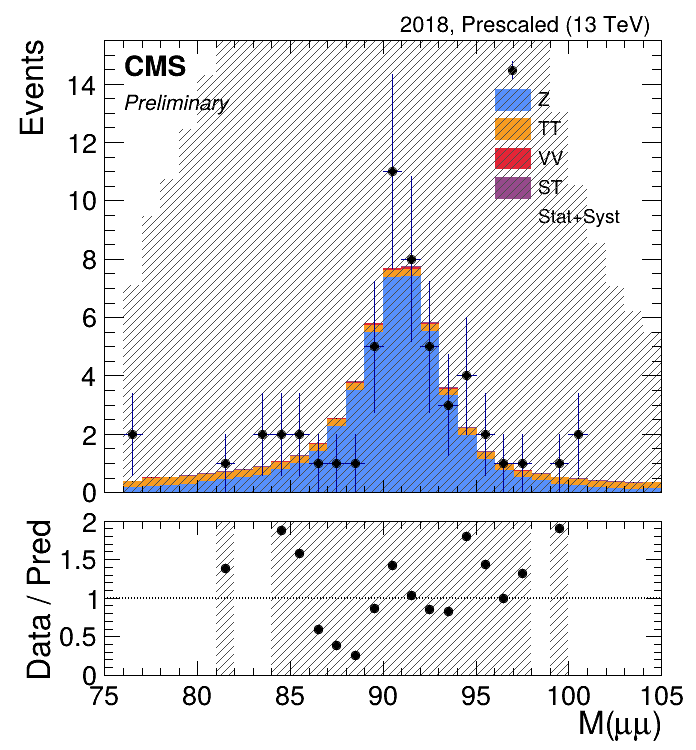 2018, Prescaled (13 TeV)
CMS
Preliminary
Events
14
12
10
8
6
4
2
0
Z
TT
VV
ST
Stat+Syst
Data / Pred
2
1.5
1
0.5
0
75 80 85 90 95 100 105
M(μμ)